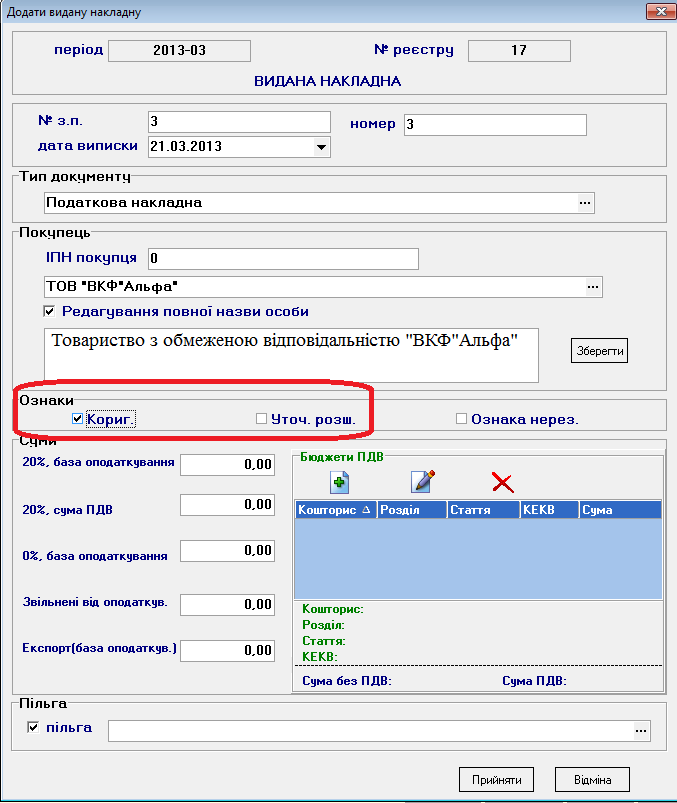 Додати видану накладну
період 2013-03 № реєстру 17
ВИДАНА НАКЛАДНА
№ з.п. 3 номер 3
дата виписки 21.03.2013
Тип документу
Податкова накладна ...
Покупець
ІПН покупця 0
ТОВ "ВКФ"Альфа" ...
Редагування повної назви особи
Товариство з обмеженою відповідальністю "ВКФ"Альфа"
Зберегти
Ознаки
Кориг. Уточ. розш. Ознака нерез.
Суми
20%, база оподаткування 0,00
20%, сума ПДВ 0,00
0%, база оподаткування 0,00
Звільнені від оподаткув. 0,00
Експорт(база оподаткув.) 0,00
Бюджети ПДВ
Кошторис Розділ Стаття КЕКВ Сума
Кошторис:
Розділ:
Стаття:
КЕКВ:
Сума без ПДВ: Сума ПДВ:
Пільга
пільга ...
Прийняти Відміна